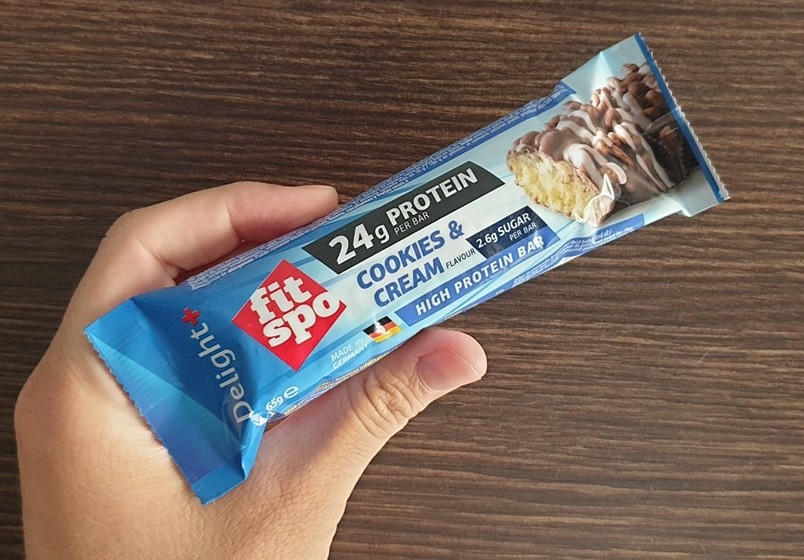 24g PROTEIN
PER BAR
COOKIES &
CREAM FLAVOUR
2.6g SUGAR
PER BAR
HIGH PROTEIN BAR
fit
spo
MADE IN
GERMANY
Delight+
65g e